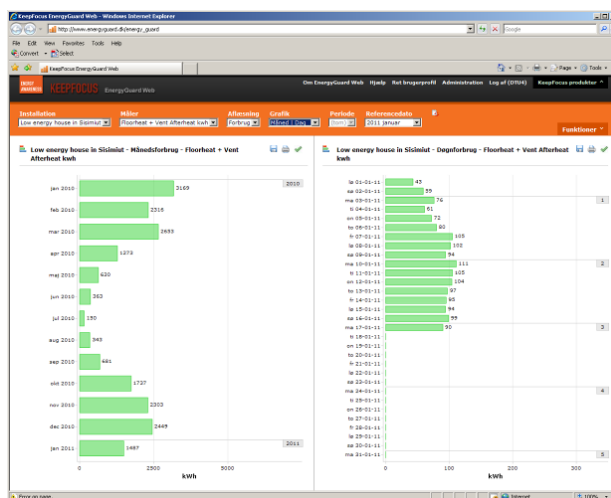 KeepFocus EnergyGuard Web - Windows Internet Explorer
http://www.energyguard.dk/energy_guard
Google
File Edit View Favorites Tools Help
Convert Select
KeepFocus EnergyGuard Web
Page Tools
ENERGY AWARENESS KEEPFOCUS EnergyGuard Web
Om EnergyGuard Web Hjælp Ret brugerprofil Administration Log af (DTU4) KeepFocus produkter
Installation Måler Aflæsning Grafik Periode Referencedato
Low energy house in Sisimiut Floorheat + Vent Afterheat kwh Forbrug Måned I Dag 2011 januar
Funktioner
Low energy house in Sisimiut - Månedsforbrug - Floorheat + Vent
Afterheat kwh
2010
jan 2010 3169
feb 2010 2316
mar 2010 2653
apr 2010 1273
maj 2010 620
jun 2010 363
jul 2010 150
aug 2010 343
sep 2010 681
okt 2010 1737
nov 2010 2303
dec 2010 2449
2011
jan 2011 1487
0 2500 5000
kWh
Low energy house in Sisimiut - Døgnforbrug - Floorheat + Vent Afterheat
kwh
lø 01-01-11 43
sø 02-01-11 59
ma 03-01-11 76 1
ti 04-01-11 61
on 05-01-11 72
to 06-01-11 80
fr 07-01-11 105
lø 08-01-11 102
sø 09-01-11 94
ma 10-01-11 111 2
ti 11-01-11 105
on 12-01-11 104
to 13-01-11 97
fr 14-01-11 95
lø 15-01-11 94
sø 16-01-11 99
ma 17-01-11 90 3
ti 18-01-11
on 19-01-11
to 20-01-11
fr 21-01-11
lø 22-01-11
sø 23-01-11
ma 24-01-11 4
ti 25-01-11
on 26-01-11
to 27-01-11
fr 28-01-11
lø 29-01-11
sø 30-01-11
ma 31-01-11 5
0 100 200 300
kWh
Error on page.
Internet
100%